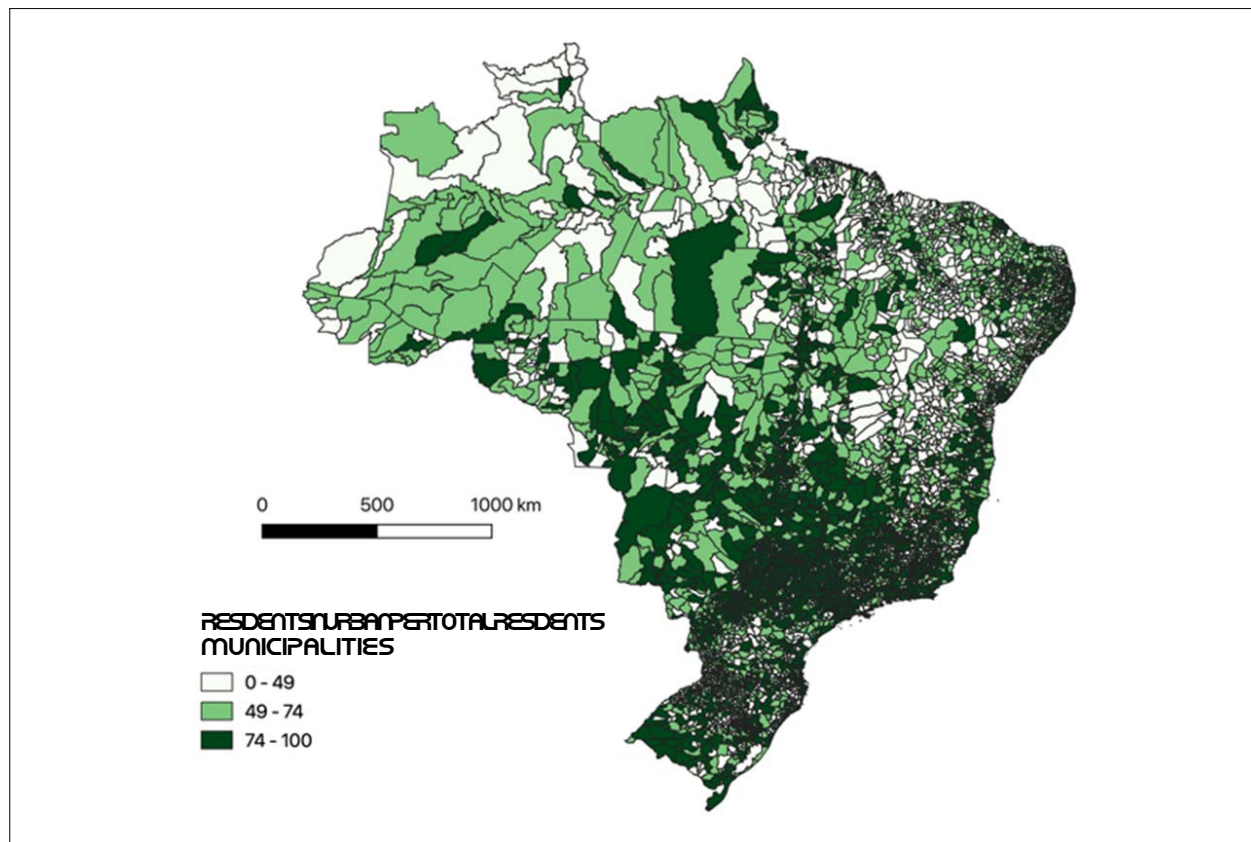 0 500 1000 km
RESIDENTSINURBANPERTOTALRESIDENTS
MUNICIPALITIES
0 - 49
49 - 74
74 - 100